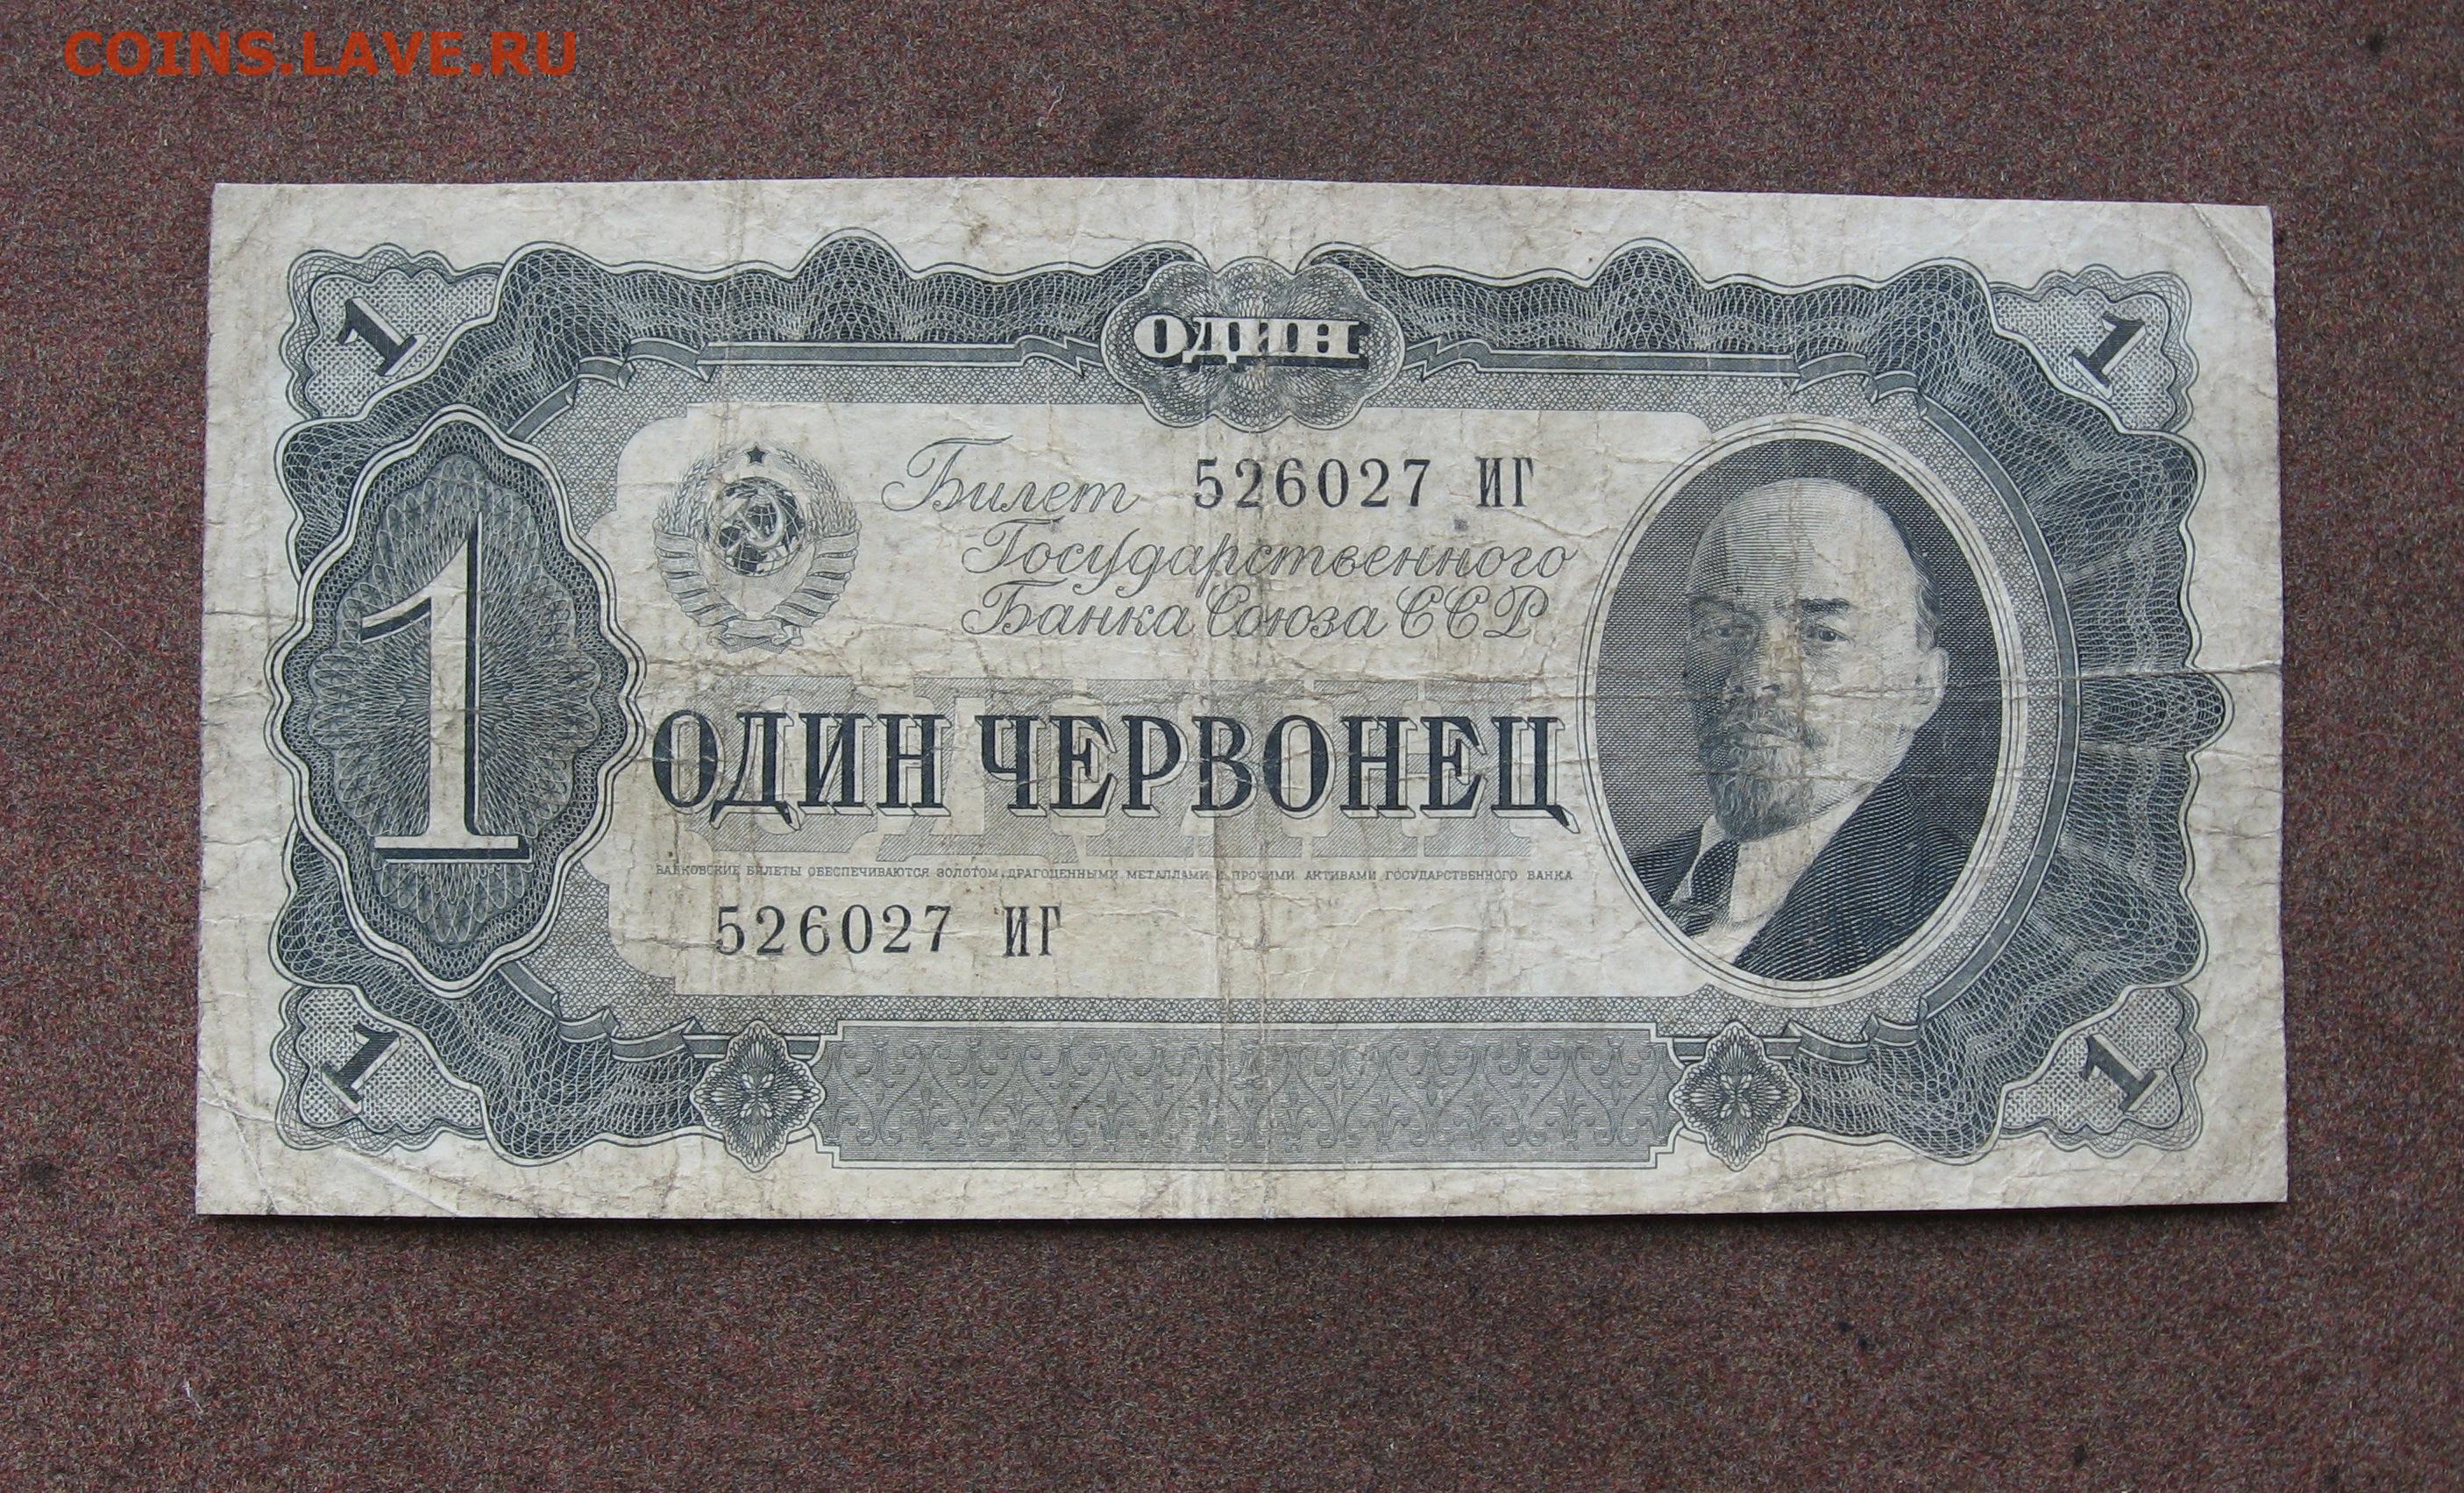 COINS.LAVE.RU
1
ОДИН
1
Билет 526027 ИГ
Государственного
Банка Союза ССР
1
ОДИН
ОДИН ЧЕРВОНЕЦ
БАНКОВСКИЕ БИЛЕТЫ ОБЕСПЕЧИВАЮТСЯ ЗОЛОТОМ, ДРАГОЦЕННЫМИ МЕТАЛЛАМИ И ПРОЧИМИ АКТИВАМИ ГОСУДАРСТВЕННОГО БАНКА
526027 ИГ
1
1